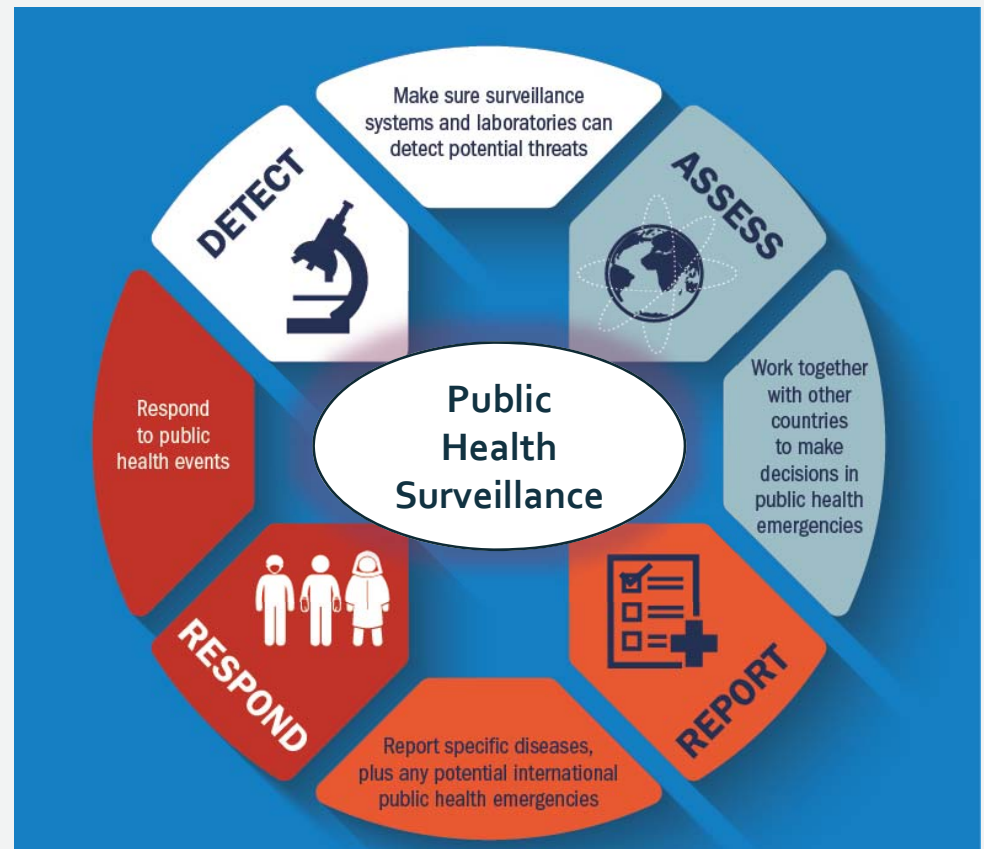 DETECT
Make sure surveillance
systems and laboratories can
detect potential threats
ASSESS
Work together
with other
countries
to make
decisions in
public health
emergencies
REPORT
Report specific diseases,
plus any potential international
public health emergencies
RESPOND
Respond
to public
health events
Public
Health
Surveillance